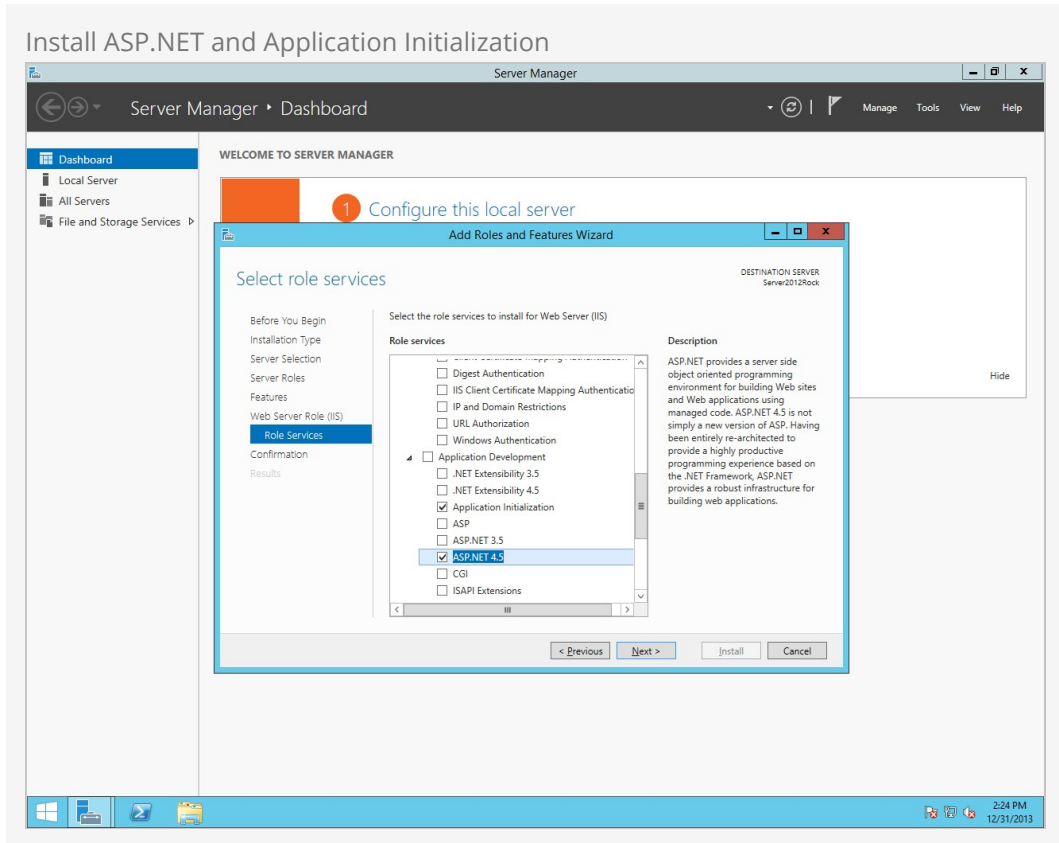 Install ASP.NET and Application Initialization
Server Manager
Server Manager • Dashboard
Manage Tools View Help
Dashboard
Local Server
All Servers
File and Storage Services
WELCOME TO SERVER MANAGER
1 Configure this local server
Hide
Add Roles and Features Wizard
Select role services
DESTINATION SERVER
Server2012Rock
Before You Begin
Installation Type
Server Selection
Server Roles
Features
Web Server Role (IIS)
Role Services
Confirmation
Results
Select the role services to install for Web Server (IIS)
Role services
Digest Authentication
IIS Client Certificate Mapping Authenticatio
IP and Domain Restrictions
URL Authorization
Windows Authentication
Application Development
.NET Extensibility 3.5
.NET Extensibility 4.5
Application Initialization
ASP
ASP.NET 3.5
ASP.NET 4.5
CGI
ISAPI Extensions
Description
ASP.NET provides a server side
object oriented programming
environment for building Web sites
and Web applications using
managed code. ASP.NET 4.5 is not
simply a new version of ASP. Having
been entirely re-architected to
provide a highly productive
programming experience based on
the .NET Framework, ASP.NET
provides a robust infrastructure for
building web applications.
< Previous Next > Install Cancel
2:24 PM
12/31/2013